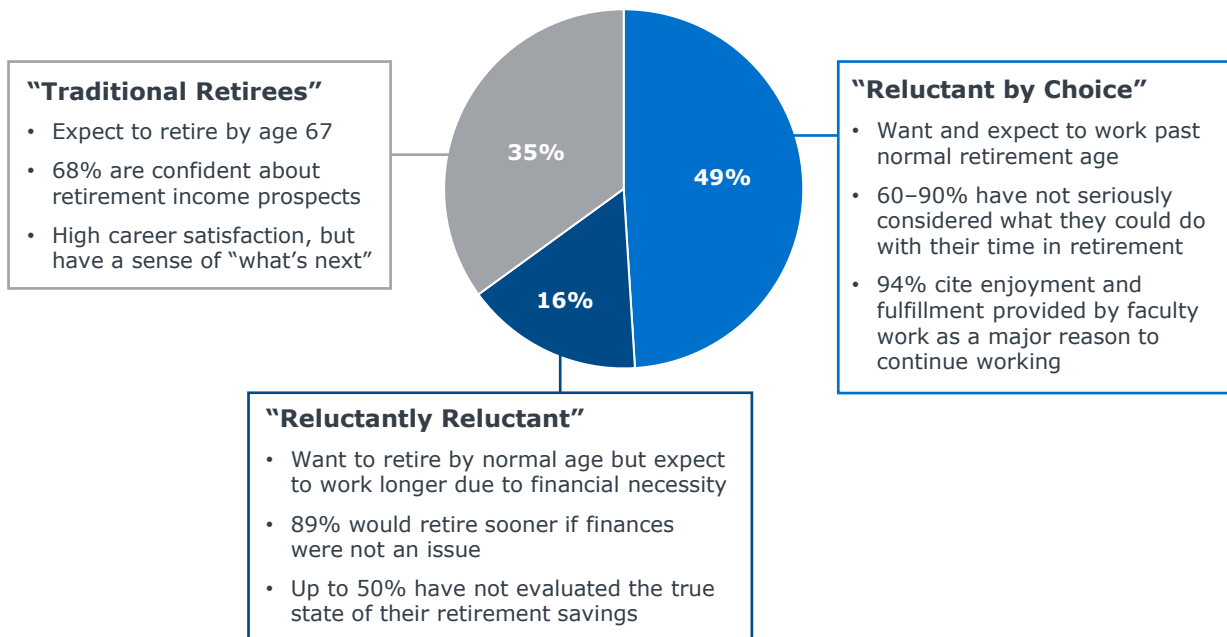 “Traditional Retirees”
• Expect to retire by age 67
• 68% are confident about
retirement income prospects
• High career satisfaction, but
have a sense of “what’s next”
35%
49%
16%
“Reluctant by Choice”
• Want and expect to work past
normal retirement age
• 60–90% have not seriously
considered what they could do
with their time in retirement
• 94% cite enjoyment and
fulfillment provided by faculty
work as a major reason to
continue working
“Reluctantly Reluctant”
• Want to retire by normal age but expect
to work longer due to financial necessity
• 89% would retire sooner if finances
were not an issue
• Up to 50% have not evaluated the true
state of their retirement savings